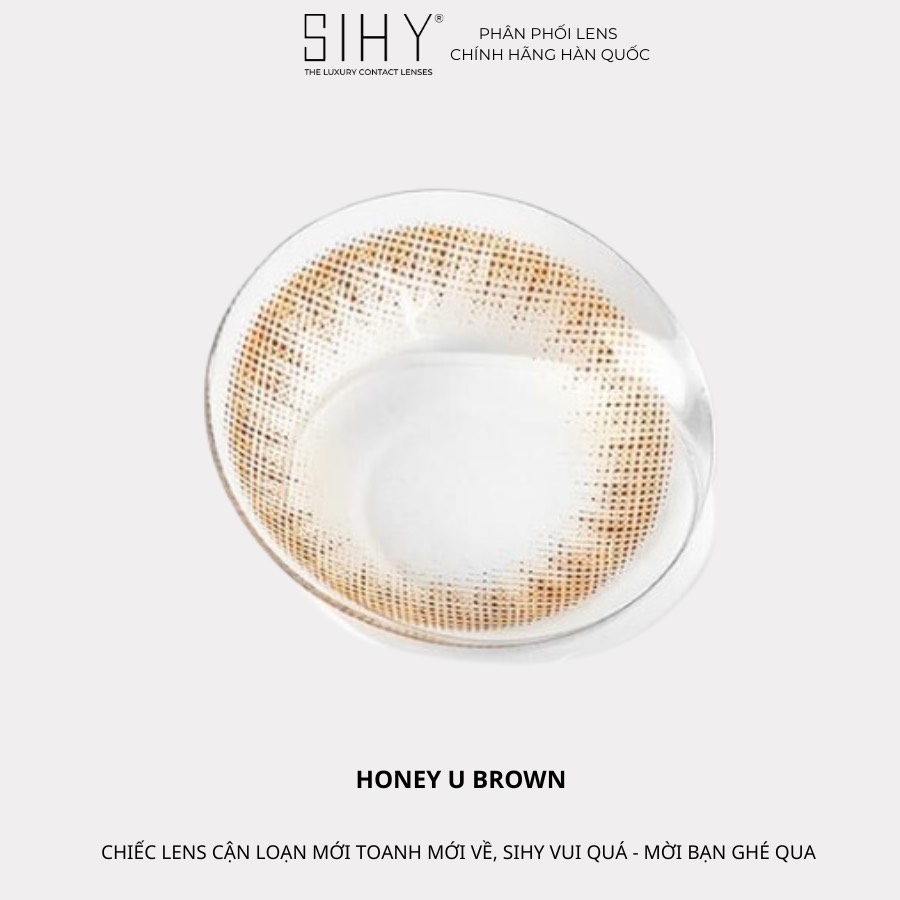 SIHY®
THE LUXURY CONTACT LENSES
PHÂN PHỐI LENS
CHÍNH HÃNG HÀN QUỐC
HONEY U BROWN
CHIẾC LENS CẬN LOẠN MỚI TOANH MỚI VỀ, SIHY VUI QUÁ - MỜI BẠN GHÉ QUA